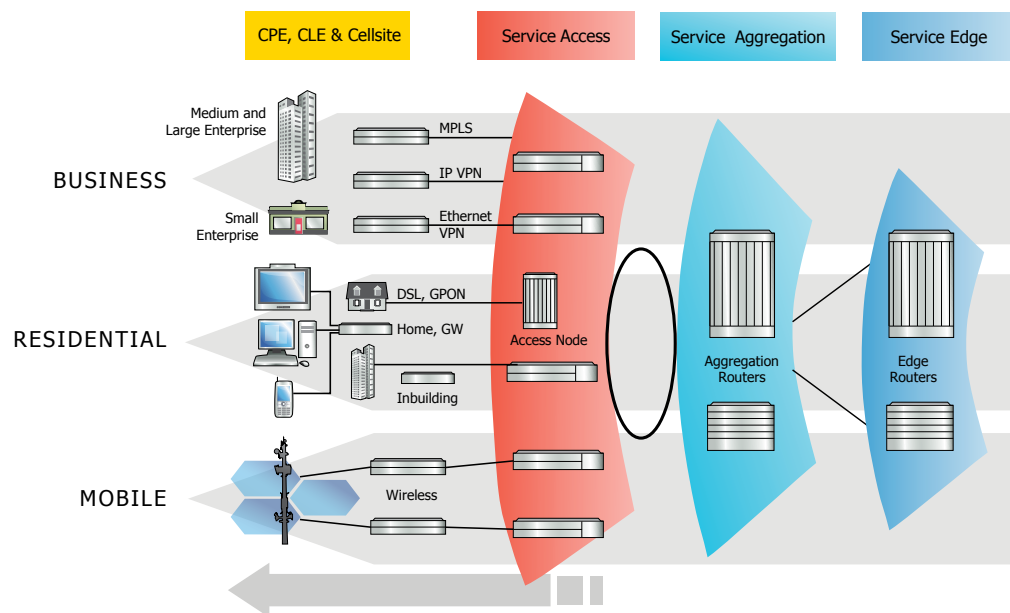 CPE, CLE & Cellsite
Service Access
Service Aggregation
Service Edge
BUSINESS
Medium and
Large Enterprise
Small
Enterprise
MPLS
IP VPN
Ethernet
VPN
RESIDENTIAL
DSL, GPON
Home, GW
Inbuilding
Access Node
Aggregation
Routers
Edge
Routers
MOBILE
Wireless